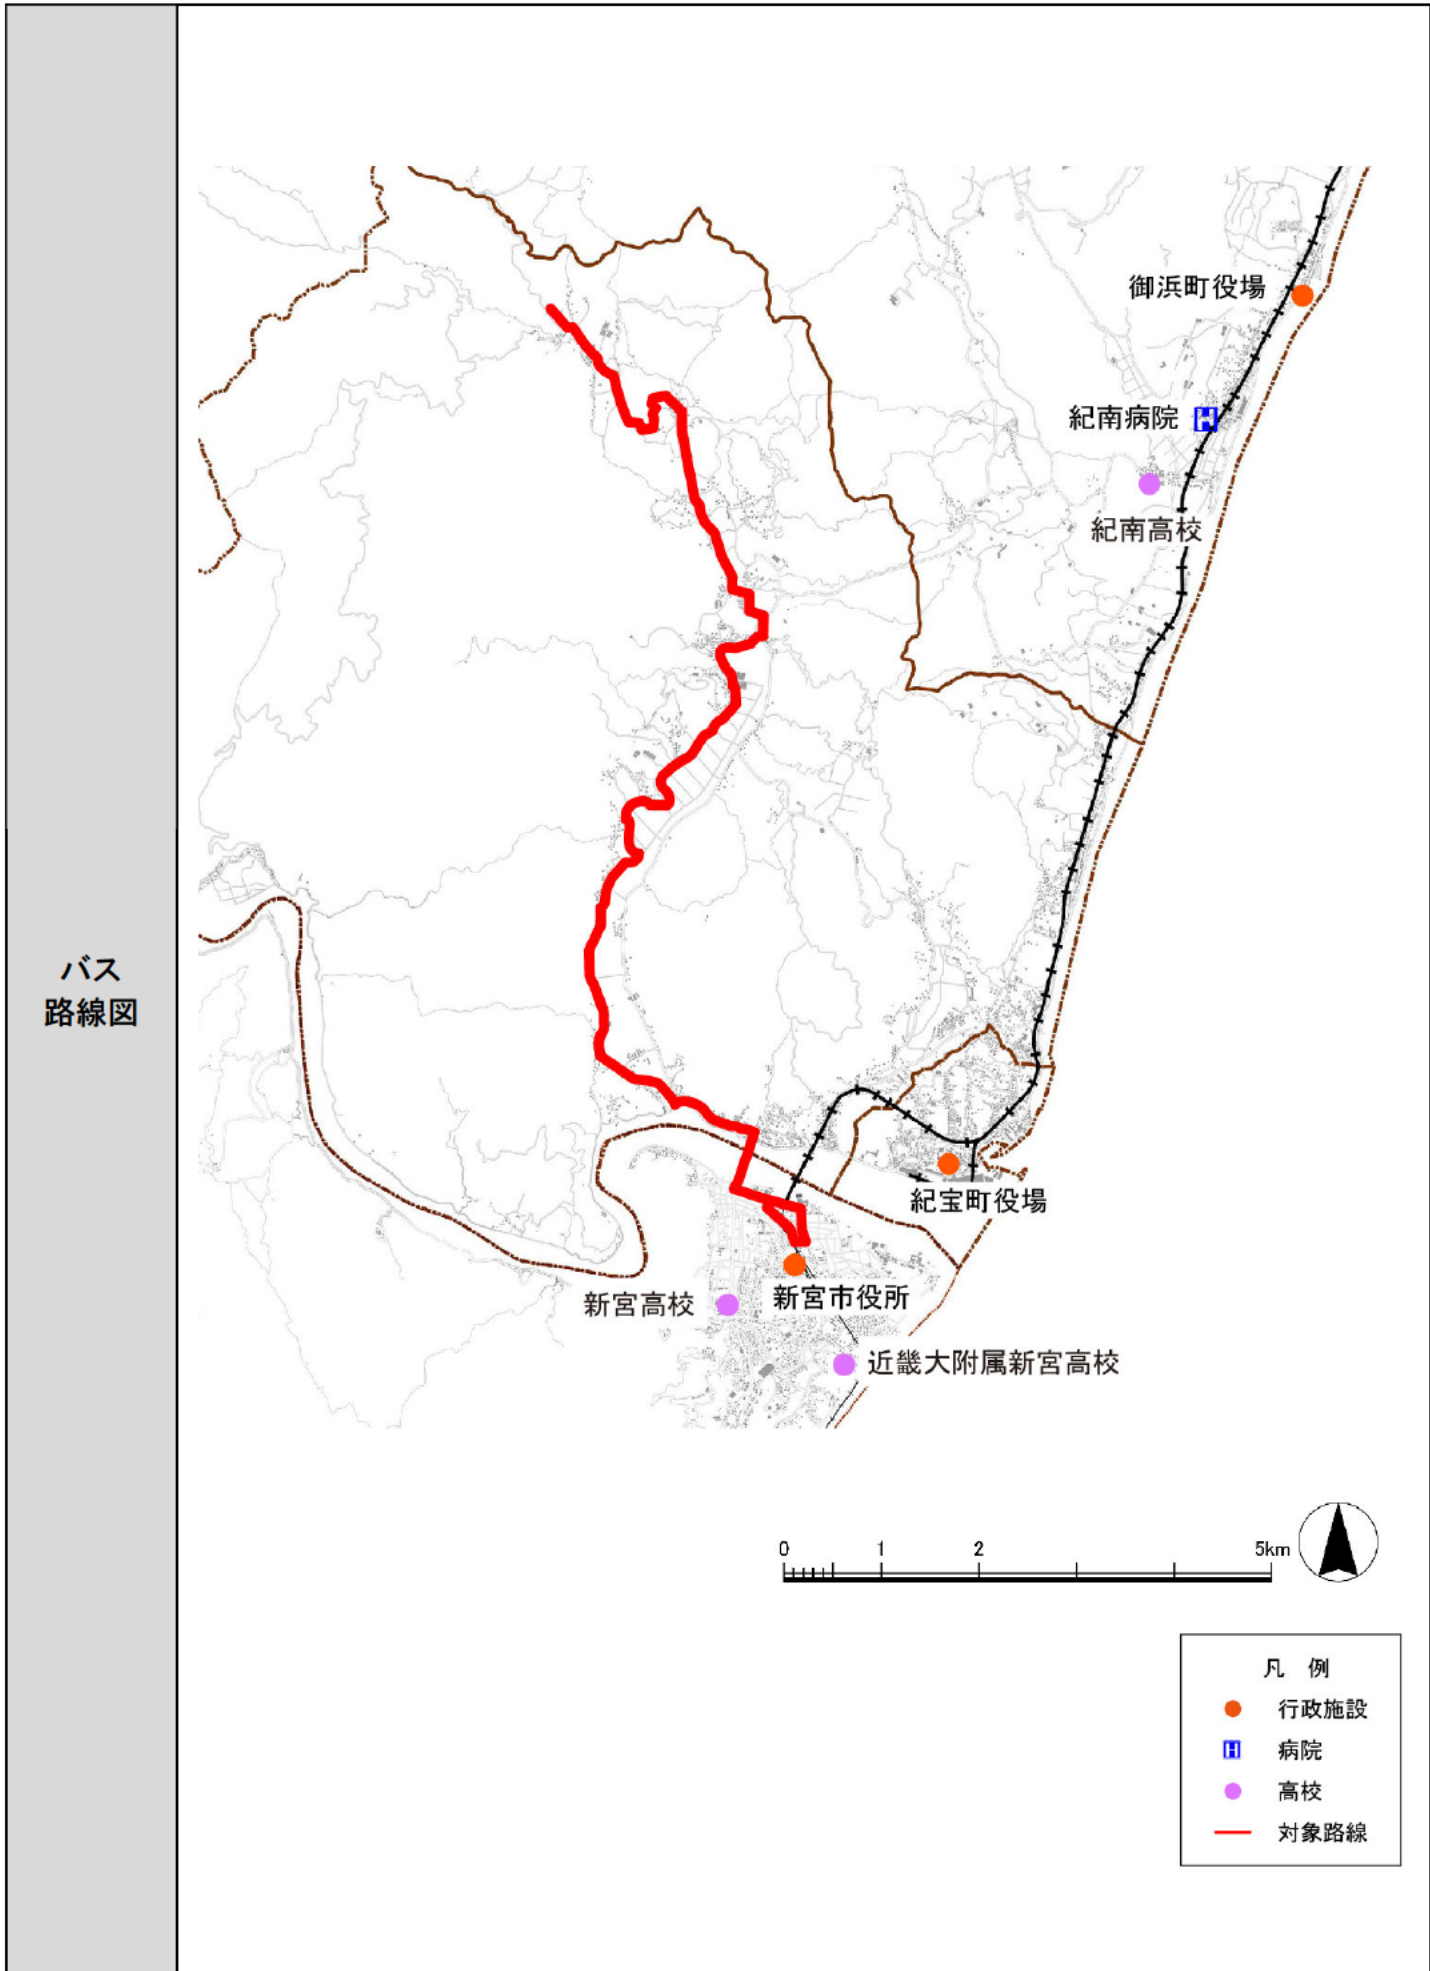 バス
路線図
御浜町役場
紀南病院
H
紀南高校
紀宝町役場
新宮市役所
新宮高校
近畿大附属新宮高校
0 1 2 5km
凡 例
行政施設
H 病院
高校
対象路線